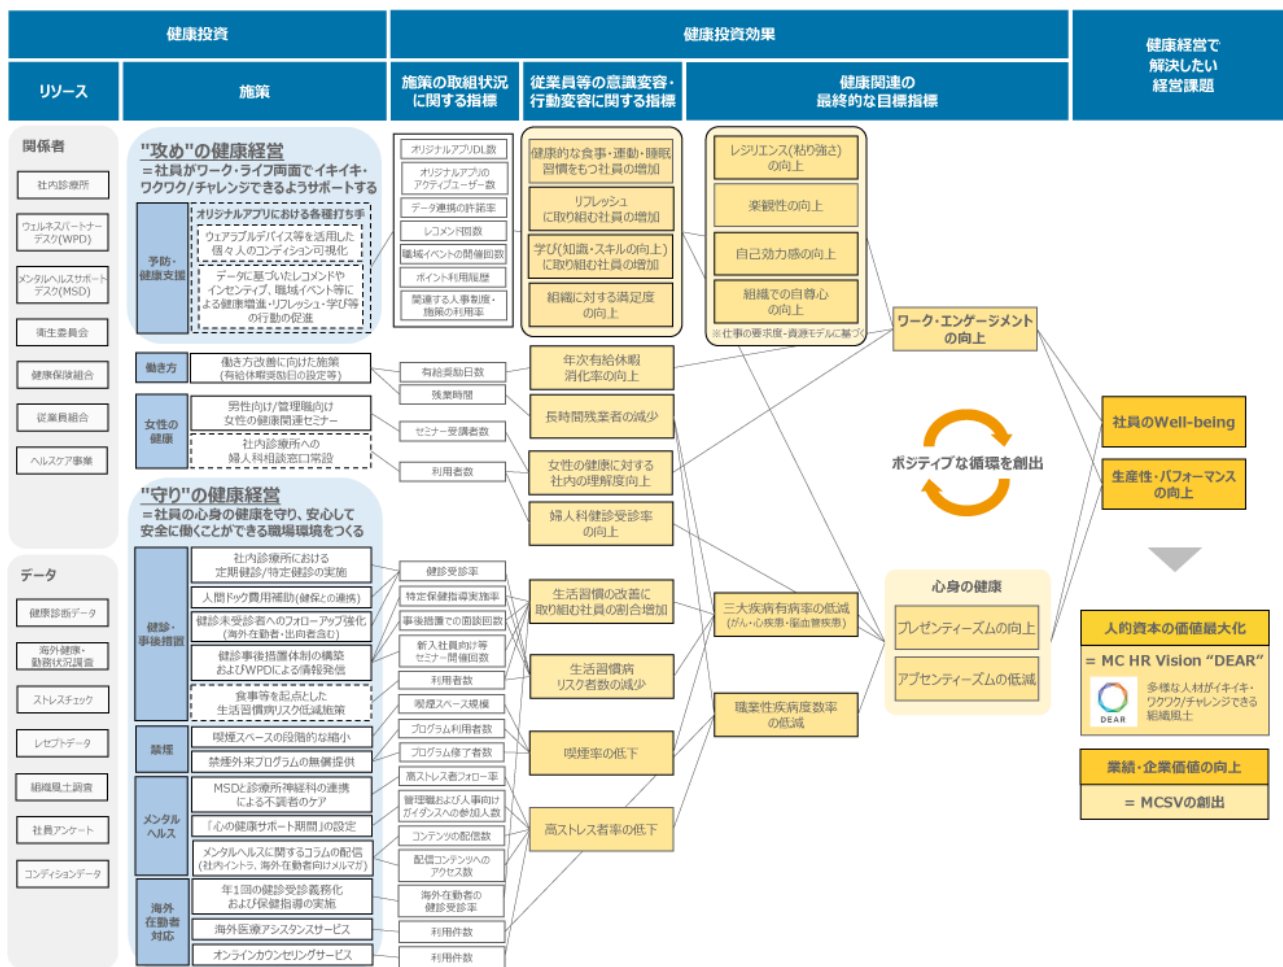 健康投資
健康投資効果
健康経営で
解決したい
経営課題
リソース
施策
施策の取組状況
に関する指標
従業員等の意識変容・
行動変容に関する指標
健康関連の
最終的な目標指標
関係者
社内診療所
ウェルネスパートナー
デスク(WPD)
メンタルヘルスサポート
デスク(MSD)
衛生委員会
健康保険組合
従業員組合
ヘルスケア事業
データ
健康診断データ
海外健康・
勤務状況調査
ストレスチェック
レセプトデータ
組織風土調査
社員アンケート
コンディションデータ
"攻め"の健康経営
＝社員がワーク・ライフ両面でイキイキ・
ワクワク/チャレンジできるようサポートする
予防・
健康支援
オリジナルアプリにおける各種打ち手
ウェアラブルデバイス等を活用した
個々人のコンディション可視化
データに基づいたレコメンドや
インセンティブ、職域イベント等に
よる健康増進・リフレッシュ・学び等
の行動の促進
働き方
働き方改善に向けた施策
(有給休暇奨励日の設定等)
女性の
健康
男性向け/管理職向け
女性の健康関連セミナー
社内診療所への
婦人科相談窓口常設
"守り"の健康経営
＝社員の心身の健康を守り、安心して
安全に働くことができる職場環境をつくる
健診・
事後措置
社内診療所における
定期健診/特定健診の実施
人間ドック費用補助(健保との連携)
健診未受診者へのフォローアップ強化
(海外在勤者・出向者含む)
健診事後措置体制の構築
およびWPDによる情報発信
食事等を起点とした
生活習慣病リスク低減施策
禁煙
喫煙スペースの段階的な縮小
禁煙外来プログラムの無償提供
メンタル
ヘルス
MSDと診療所神経科の連携
による不調者のケア
「心の健康サポート期間」の設定
メンタルヘルスに関するコラムの配信
(社内イントラ、海外在勤者向けメルマガ)
海外
在勤者
対応
年1回の健診受診義務化
および保健指導の実施
海外医療アシスタンスサービス
オンラインカウンセリングサービス
オリジナルアプリDL数
オリジナルアプリの
アクティブユーザー数
データ連携の許諾率
レコメンド回数
職域イベントの開催回数
ポイント利用履歴
関連する人事制度・
施策の利用率
有給奨励日数
残業時間
セミナー受講者数
利用者数
健診受診率
特定保健指導実施率
事後措置での面談回数
新入社員向け等
セミナー開催回数
利用者数
喫煙スペース規模
プログラム利用者数
プログラム修了者数
高ストレス者フォロー率
管理職および人事向け
ガイダンスへの参加人数
コンテンツの配信数
配信コンテンツへの
アクセス数
海外在勤者の
健診受診率
利用件数
利用件数
健康的な食事・運動・睡眠
習慣をもつ社員の増加
リフレッシュ
に取り組む社員の増加
学び(知識・スキルの向上)
に取り組む社員の増加
組織に対する満足度
の向上
年次有給休暇
消化率の向上
長時間残業者の減少
女性の健康に対する
社内の理解度向上
婦人科健診受診率
の向上
生活習慣の改善に
取り組む社員の割合増加
生活習慣病
リスク者数の減少
喫煙率の低下
高ストレス者率の低下
レジリエンス(粘り強さ)
の向上
楽観性の向上
自己効力感の向上
組織での自尊心
の向上
※仕事の要求度・資源モデルに基づく
三大疾病有病率の低減
(がん・心疾患・脳血管疾患)
職業性疾病度数率
の低減
ワーク・エンゲージメント
の向上
ポジティブな循環を創出
心身の健康
プレゼンティーズムの向上
アブセンティーズムの低減
社員のWell-being
生産性・パフォーマンス
の向上
人的資本の価値最大化
= MC HR Vision “DEAR”
DEAR
多様な人材がイキイキ・
ワクワク/チャレンジできる
組織風土
業績・企業価値の向上
= MCSVの創出